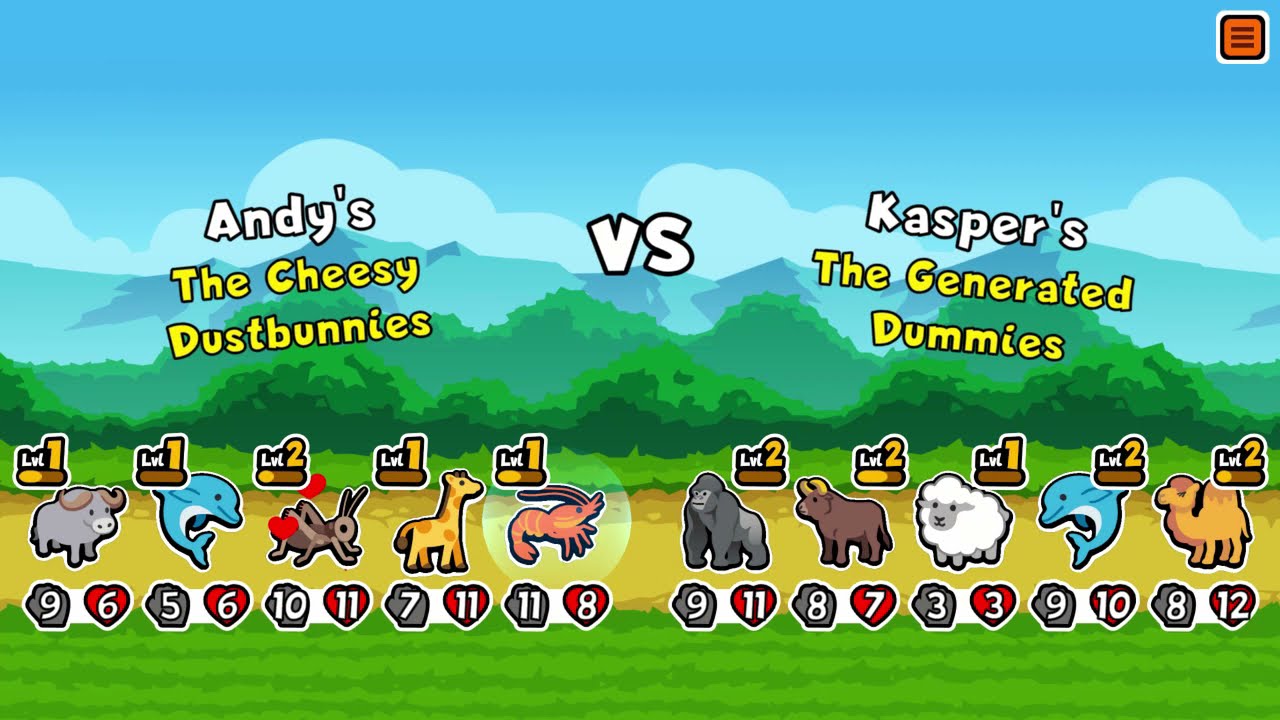 Andy's
The Cheesy
Dustbunnies
VS
Kasper's
The Generated
Dummies
Lvl1 Lvl1 Lvl2 Lvl1 Lvl1 Lvl2 Lvl2 Lvl1 Lvl2 Lvl2
9 6 5 6 10 11 7 11 11 8 9 11 8 7 3 3 9 10 8 12